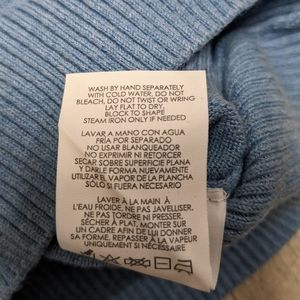 WASH BY HAND SEPARATELY
WITH COLD WATER. DO NOT
BLEACH, DO NOT TWIST OR WRING
LAY FLAT TO DRY.
BLOCK TO SHAPE
STEAM IRON ONLY IF NEEDED
LAVAR A MANO CON AGUA
FRÍA POR SEPARADO
NO USAR BLANQUEADOR
NO EXPRIMIR NI RETORCER
SECAR SOBRE SUPERFICIE PLANA
Y DARLE FORMA NUEVAMENTE
UTILIZAR EL VAPOR DE LA PLANCHA
SÓLO SI FUERA NECESARIO
LAVER À LA MAIN À
L'EAU FROIDE, NE PAS JAVELLISER,
NE PAS TORDRE OU ESSORER,
SÉCHER À PLAT, MONTER SUR
UN CADRE AFIN DE LUI DONNER
SA FORME, REPASSER À LA VAPEUR
UNIQUEMENT SI NÉCESSAIRE